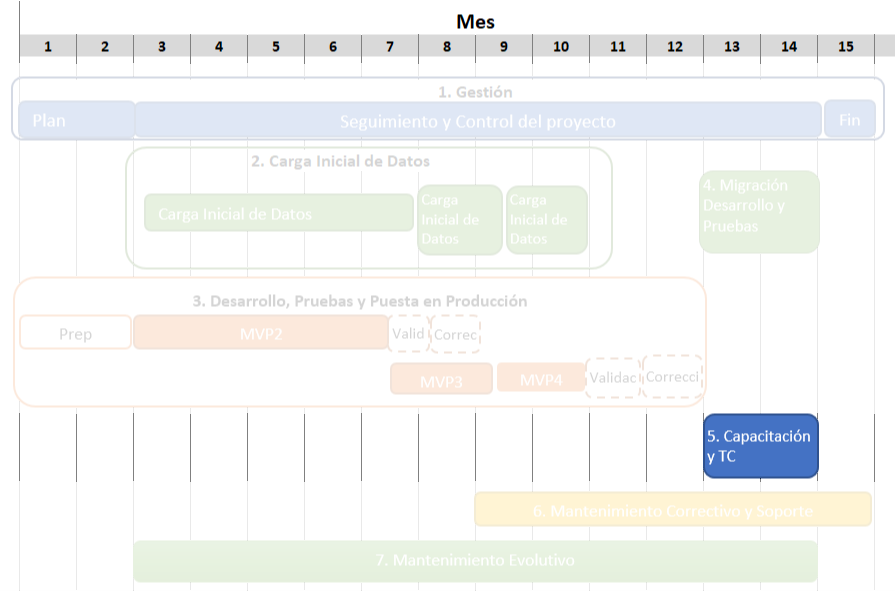 Mes
1 2 3 4 5 6 7 8 9 10 11 12 13 14 15
1. Gestión
Plan
Seguimiento y Control del proyecto
Fin
2. Carga Inicial de Datos
Carga Inicial de Datos
Carga
Inicial de
Datos
Carga
Inicial de
Datos
4. Migración
Desarrollo y
Pruebas
3. Desarrollo, Pruebas y Puesta en Producción
Prep
MVP2
Valid
Correc
MVP3
MVP4
Validac
Correcci
5. Capacitación
y TC
6. Mantenimiento Correctivo y Soporte
7. Mantenimiento Evolutivo